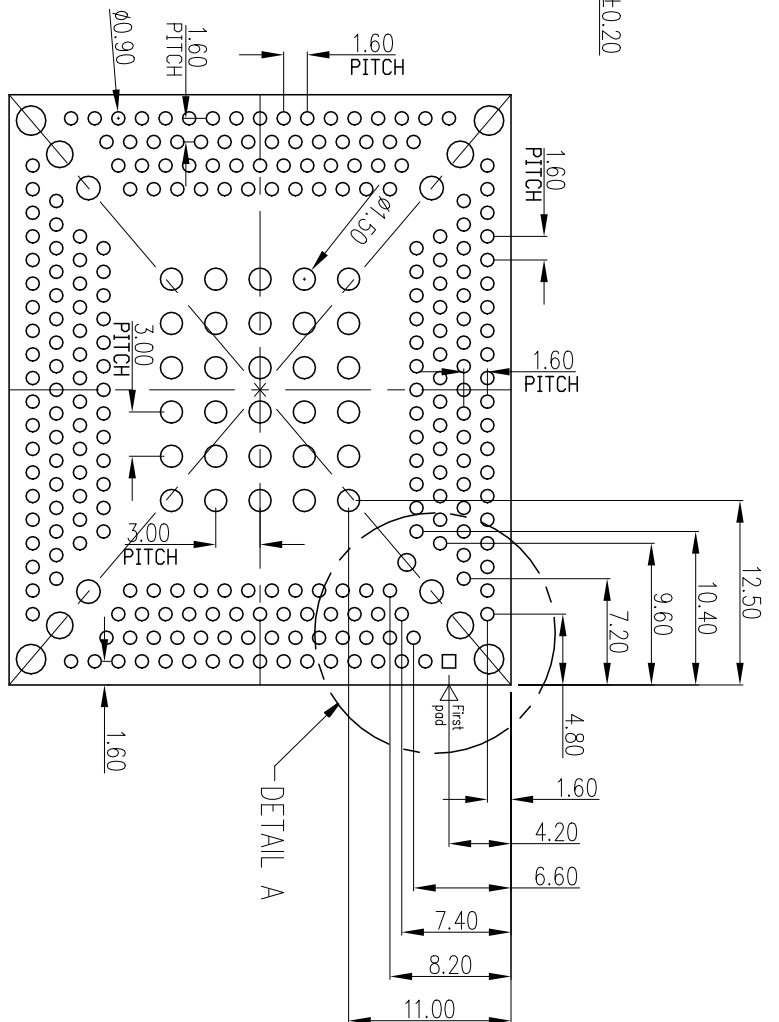 ±0.20
ø0.90
1.60
PITCH
1.60
PITCH
1.60
PITCH
ø1.50
3.00
PITCH
1.60
PITCH
3.00
PITCH
12.50
10.40
9.60
7.20
4.80
First
pad
1.60
1.60
4.20
6.60
7.40
8.20
11.00
DETAIL A